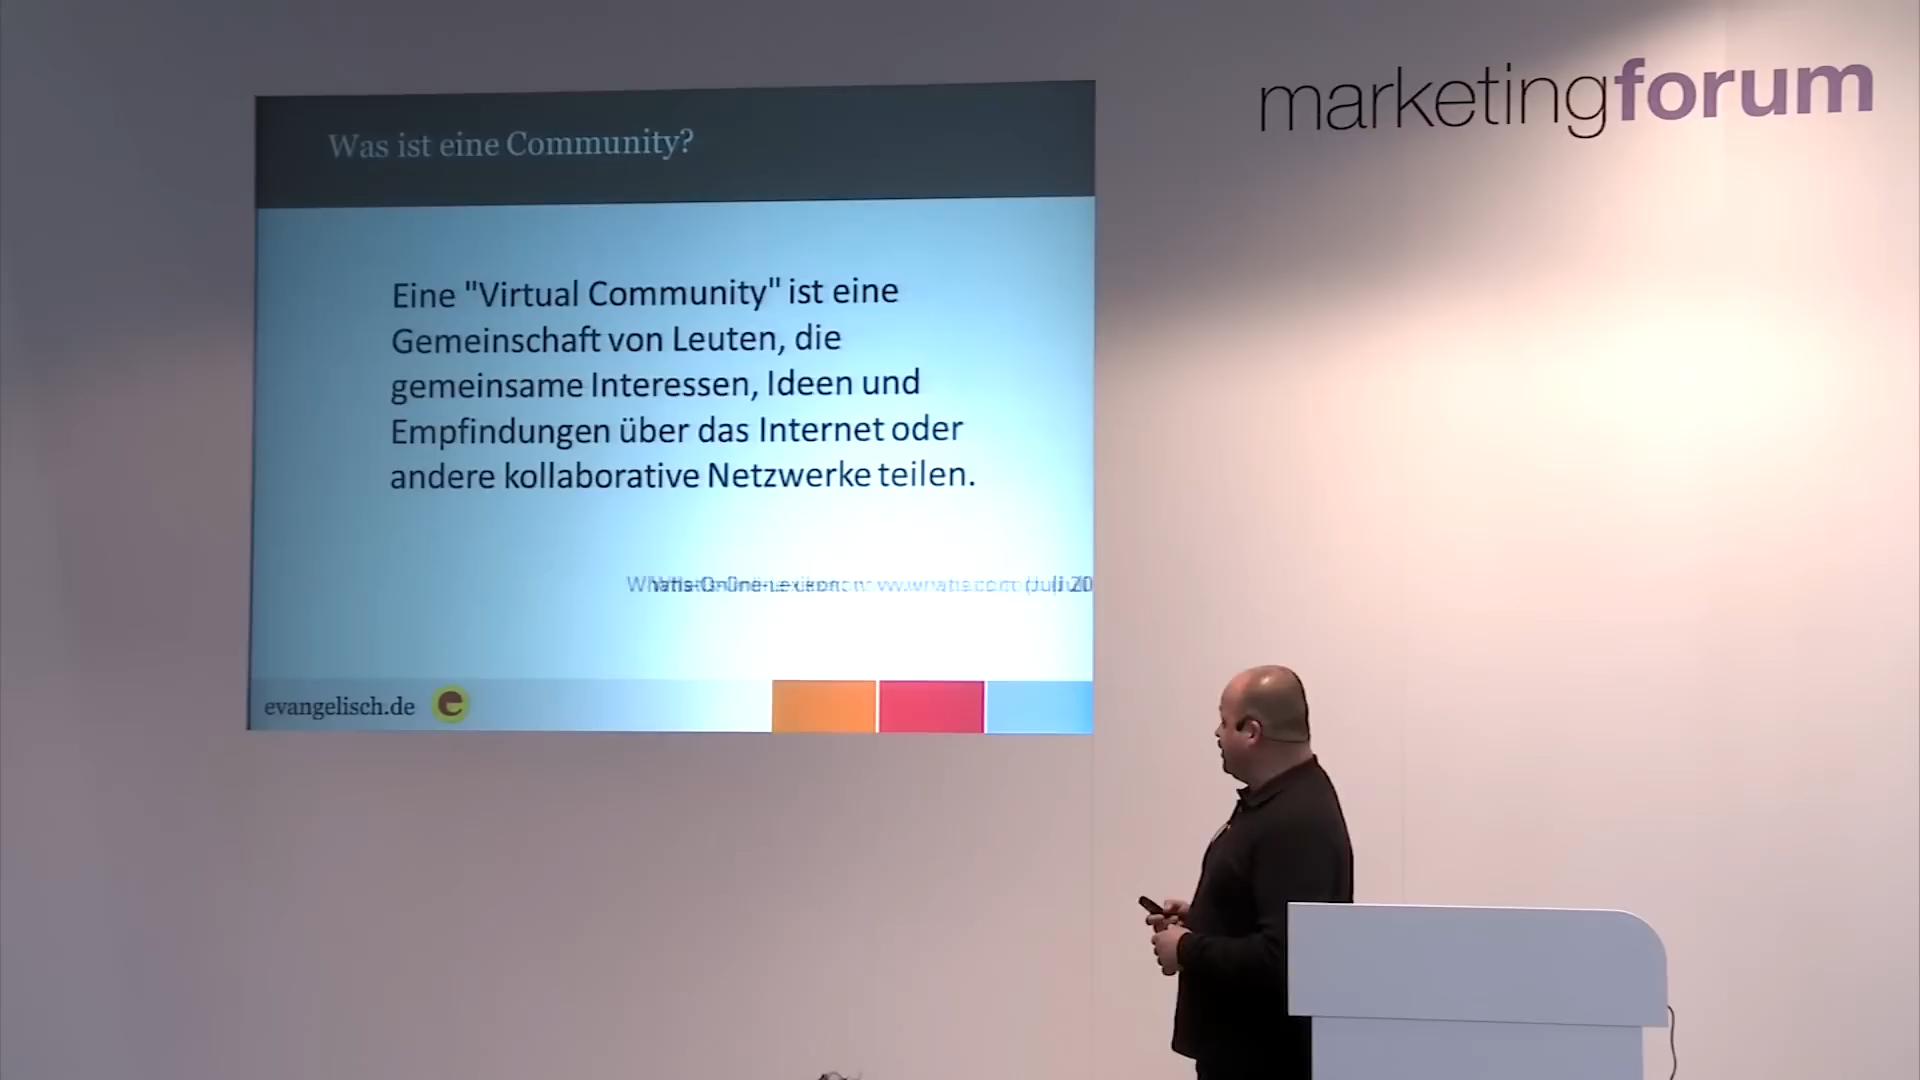 marketingforum
Was ist eine Community?
Eine "Virtual Community" ist eine
Gemeinschaft von Leuten, die
gemeinsame Interessen, Ideen und
Empfindungen über das Internet oder
andere kollaborative Netzwerke teilen.
evangelisch.de e